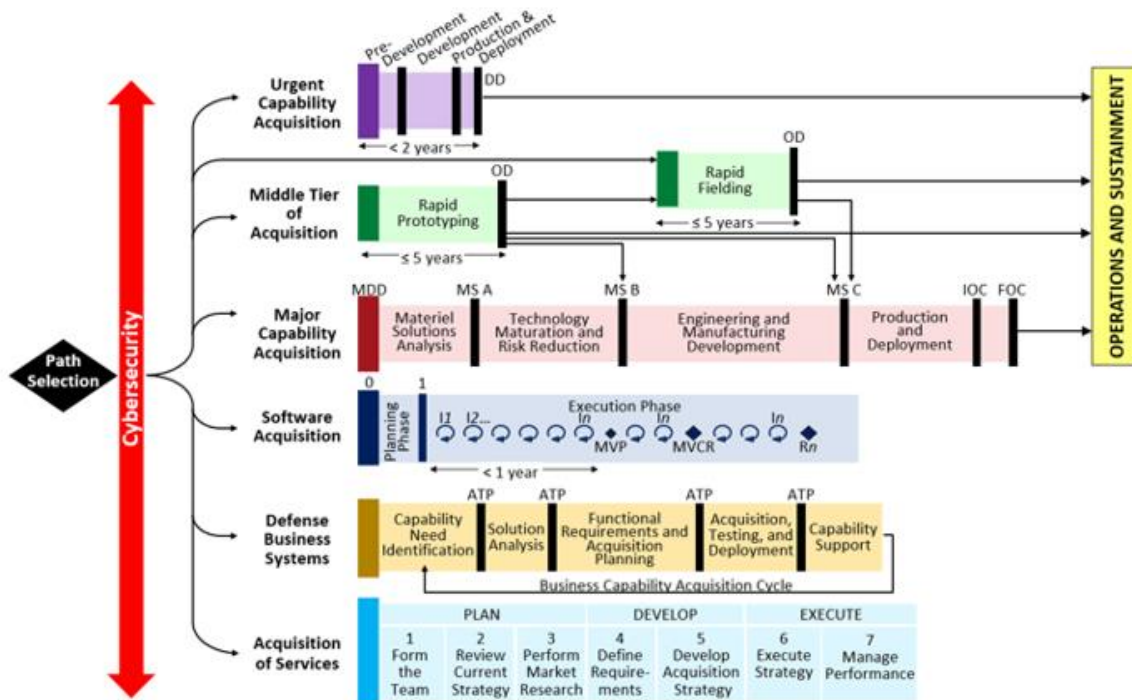 Pre-
Development
Development
Production &
Deployment
Urgent
Capability
Acquisition
DD
< 2 years
Middle Tier
of
Acquisition
Rapid
Prototyping
OD
≤ 5 years
Rapid
Fielding
OD
≤ 5 years
OPERATIONS AND SUSTAINMENT
Path
Selection
Cybersecurity
Major
Capability
Acquisition
MDD
Materiel
Solutions
Analysis
MS A
Technology
Maturation and
Risk Reduction
MS B
Engineering and
Manufacturing
Development
MS C
Production
and
Deployment
IOC
FOC
Software
Acquisition
0
Planning
Phase
1
Execution Phase
I1
I2...
In
In
In
MVP
MVCR
Rn
< 1 year
Defense
Business
Systems
Capability
Need
Identification
ATP
Solution
Analysis
ATP
Functional
Requirements and
Acquisition
Planning
ATP
Acquisition,
Testing, and
Deployment
ATP
Capability
Support
Business Capability Acquisition Cycle
Acquisition
of Services
PLAN
DEVELOP
EXECUTE
1
Form
the
Team
2
Review
Current
Strategy
3
Perform
Market
Research
4
Define
Require-
ments
5
Develop
Acquisition
Strategy
6
Execute
Strategy
7
Manage
Performance